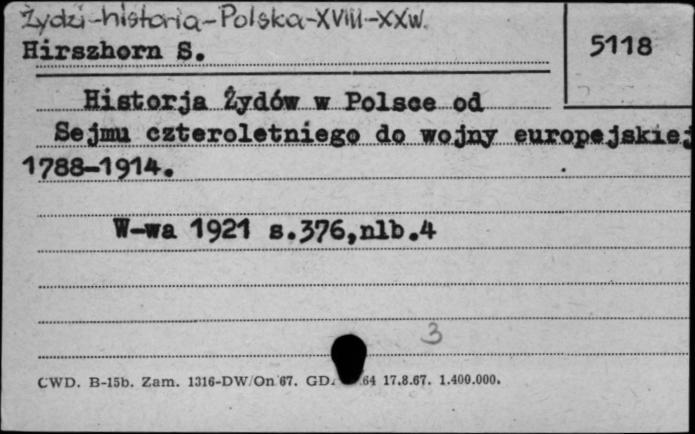 Żydzi-historia-Polska-XVIII-XXw.
Hirszhorn S.
5118
Historja Żydów w Polsce od
Sejmu czteroletniego do wojny europejskiej
1788-1914.
W-wa 1921 s.376,nlb.4
3
CWD. B-15b. Zam. 1316-DW/On 67. 64 17.8.67. 1.400.000.